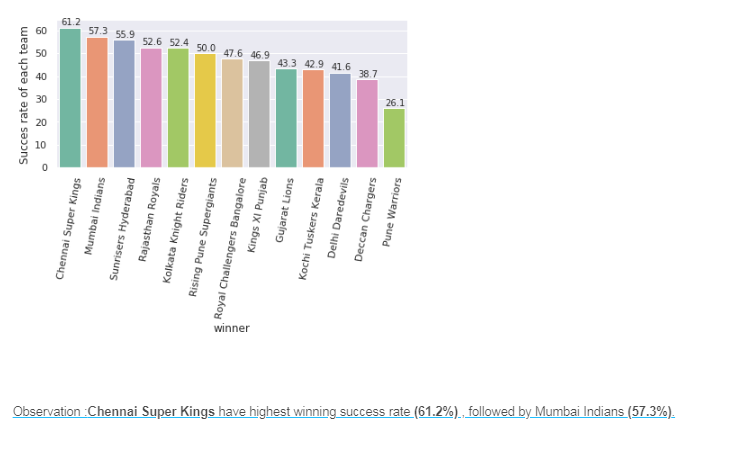 61.2
57.3
55.9
52.6
52.4
50.0
47.6
46.9
43.3
42.9
41.6
38.7
26.1
Succes rate of each team
60
50
40
30
20
10
0
Chennai Super Kings
Mumbai Indians
Sunrisers Hyderabad
Rajasthan Royals
Kolkata Knight Riders
Rising Pune Supergiants
Royal Challengers Bangalore
Kings XI Punjab
Gujarat Lions
Kochi Tuskers Kerala
Delhi Daredevils
Deccan Chargers
Pune Warriors
winner
Observation :Chennai Super Kings have highest winning success rate (61.2%) , followed by Mumbai Indians (57.3%).